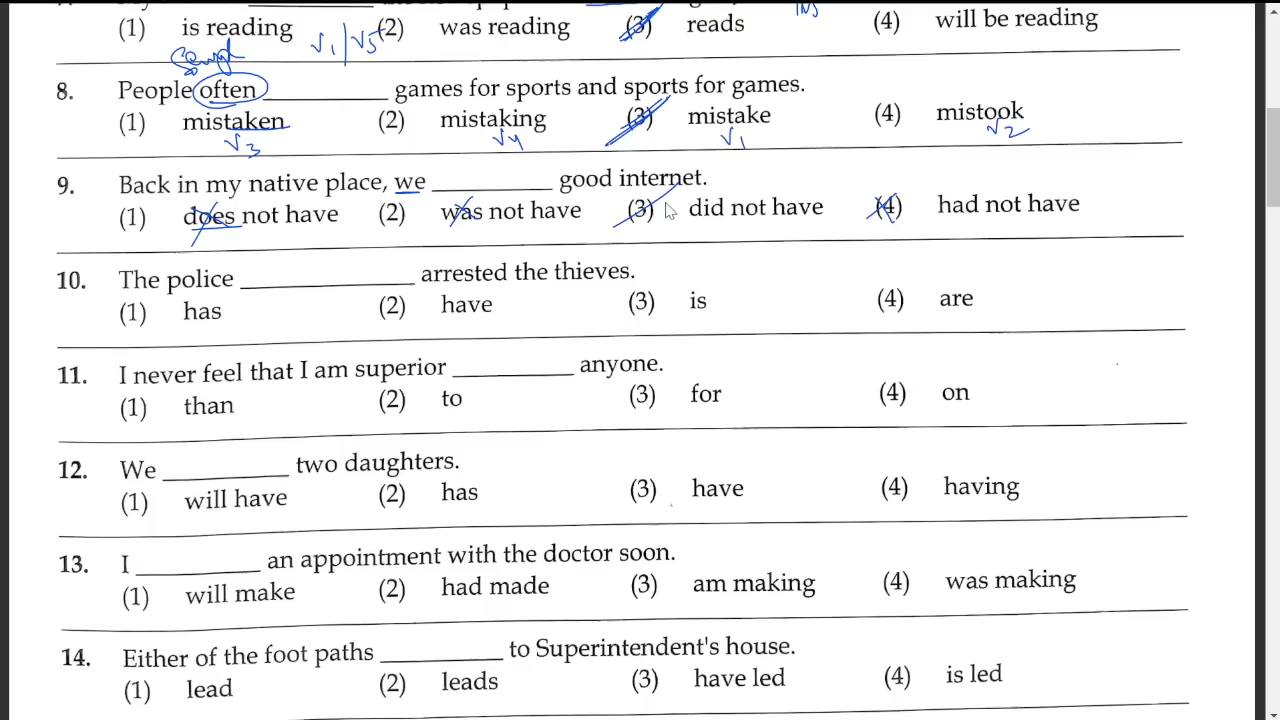 (1) is reading (2) was reading (3) reads (4) will be reading
V1/V5
8. People often __________ games for sports and sports for games.
(1) mistaken (2) mistaking (3) mistake (4) mistook
V3 V4 V1 V2
9. Back in my native place, we __________ good internet.
(1) does not have (2) was not have (3) did not have (4) had not have
10. The police ______________ arrested the thieves.
(1) has (2) have (3) is (4) are
11. I never feel that I am superior __________ anyone.
(1) than (2) to (3) for (4) on
12. We __________ two daughters.
(1) will have (2) has (3) have (4) having
13. I __________ an appointment with the doctor soon.
(1) will make (2) had made (3) am making (4) was making
14. Either of the foot paths __________ to Superintendent's house.
(1) lead (2) leads (3) have led (4) is led